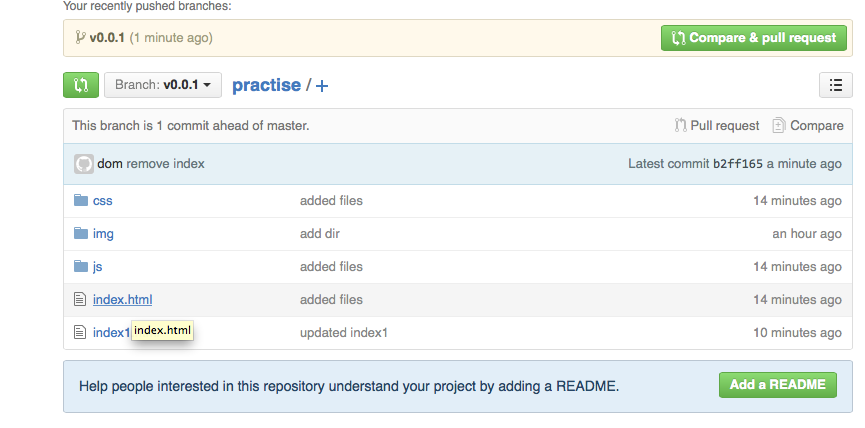 Your recently pushed branches:
v0.0.1 (1 minute ago) Compare & pull request
Branch: v0.0.1 practise / +
This branch is 1 commit ahead of master. Pull request Compare
dom remove index Latest commit b2ff165 a minute ago
css added files 14 minutes ago
img add dir an hour ago
js added files 14 minutes ago
index.html added files 14 minutes ago
index1 updated index1 10 minutes ago
index.html
Help people interested in this repository understand your project by adding a README. Add a README